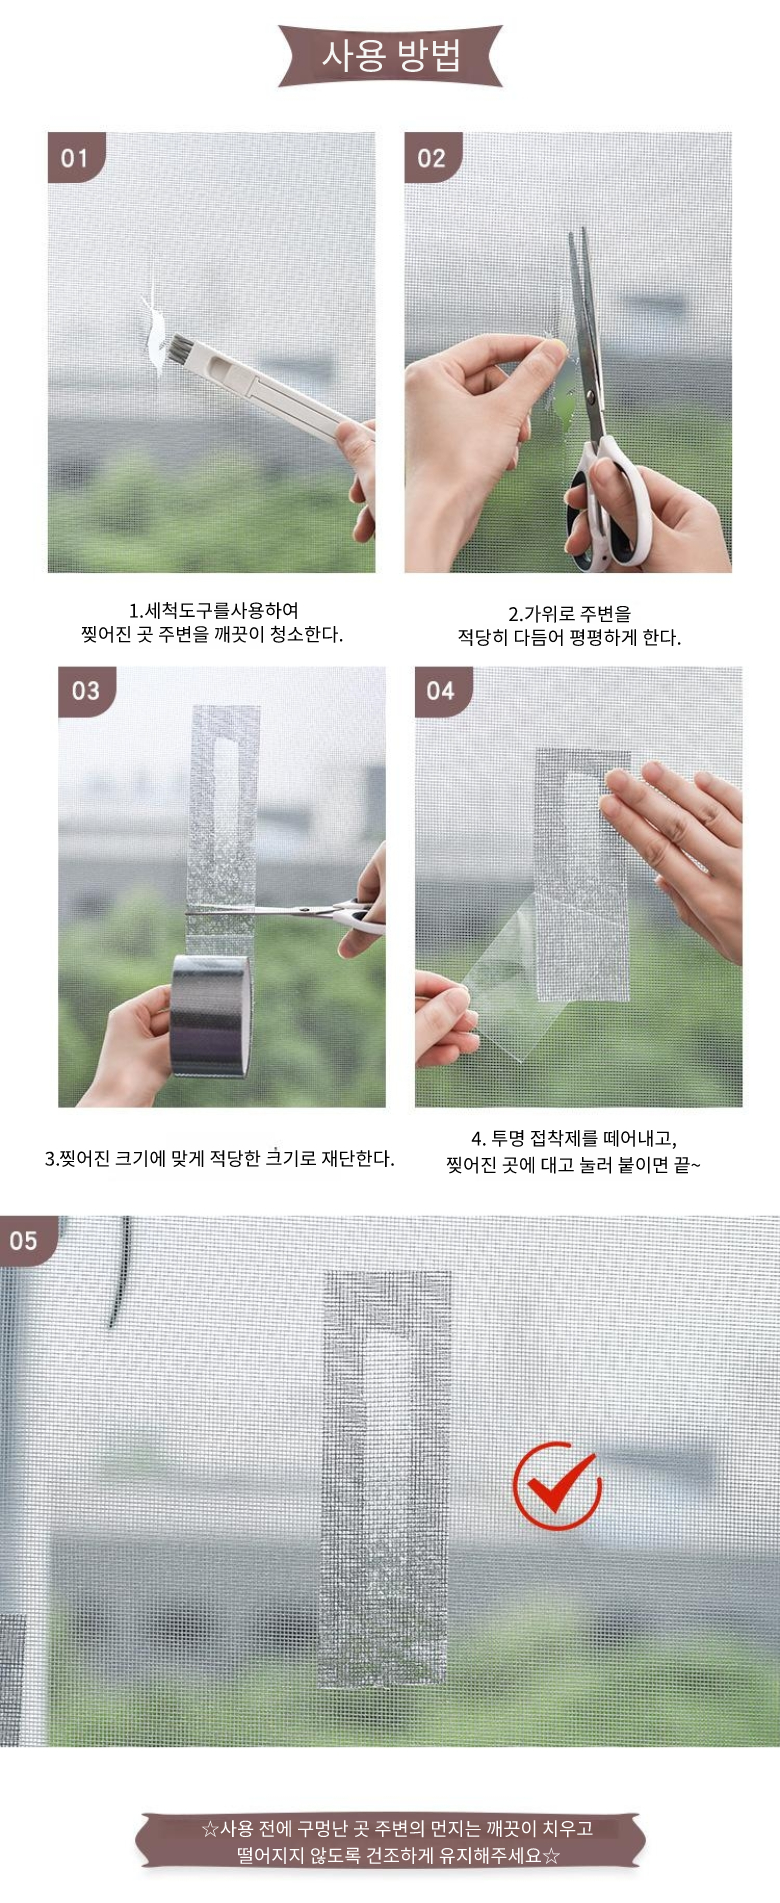 사용 방법
01
02
1.세척도구를사용하여
찢어진 곳 주변을 깨끗이 청소한다.
2.가위로 주변을
적당히 다듬어 평평하게 한다.
03
04
3.찢어진 크기에 맞게 적당한 크기로 재단한다.
4. 투명 접착제를 떼어내고,
찢어진 곳에 대고 눌러 붙이면 끝~
05
☆사용 전에 구멍난 곳 주변의 먼지는 깨끗이 치우고
떨어지지 않도록 건조하게 유지해주세요☆